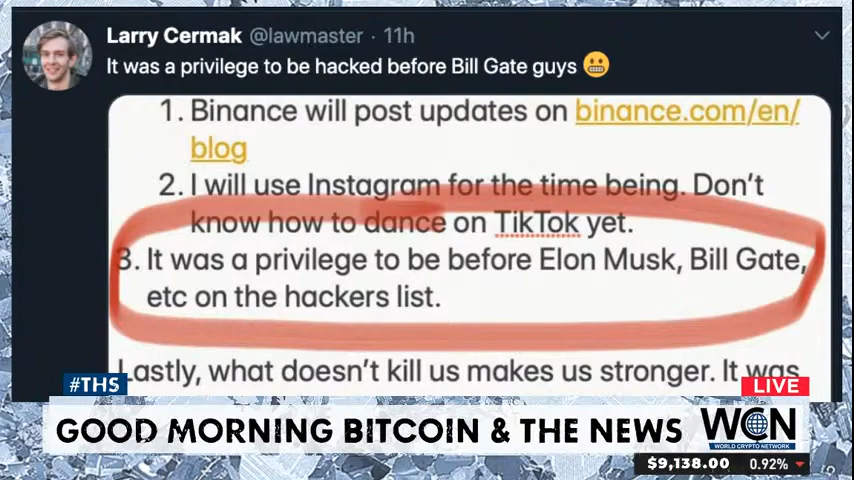 Larry Cermak @lawmaster · 11h
It was a privilege to be hacked before Bill Gate guys 😬
1. Binance will post updates on binance.com/en/
blog
2. I will use Instagram for the time being. Don't
know how to dance on TikTok yet.
3. It was a privilege to be before Elon Musk, Bill Gate,
etc on the hackers list.
Lastly, what doesn't kill us makes us stronger. It was
#THS
LIVE
GOOD MORNING BITCOIN & THE NEWS
WCN
WORLD CRYPTO NETWORK
$9,138.00 0.92%